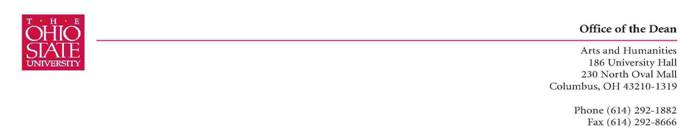 T · H · E
OHIO
STATE
UNIVERSITY
Office of the Dean
Arts and Humanities
186 University Hall
230 North Oval Mall
Columbus, OH 43210-1319
Phone (614) 292-1882
Fax (614) 292-8666